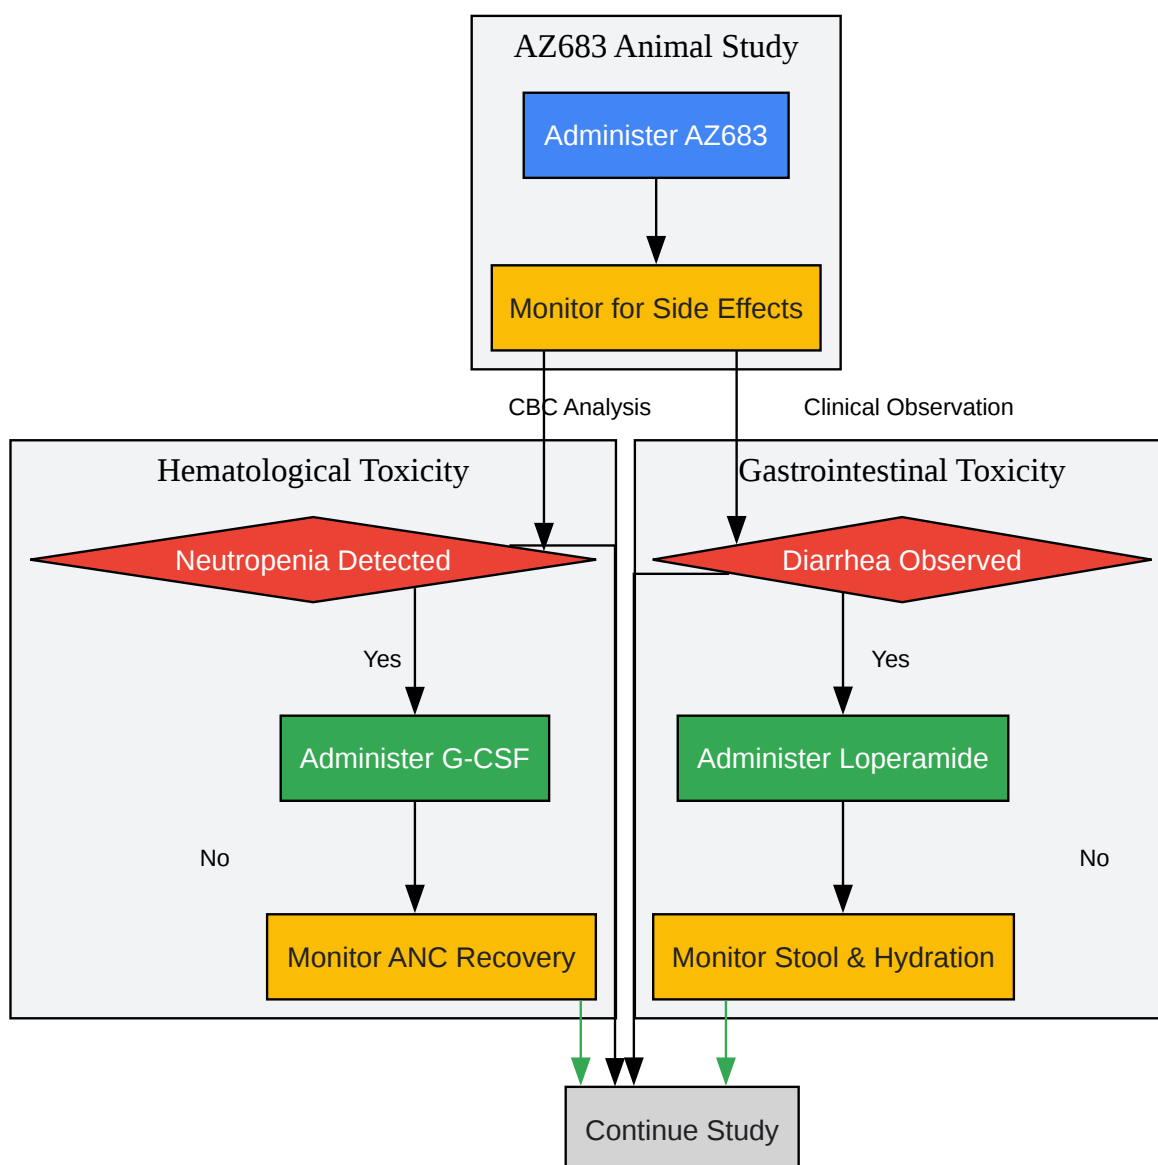 AZ683 Animal Study
Administer AZ683
Monitor for Side Effects
CBC Analysis
Clinical Observation
Hematological Toxicity
Gastrointestinal Toxicity
Neutropenia Detected
Diarrhea Observed
Yes
Yes
Administer G-CSF
Administer Loperamide
No
No
Monitor ANC Recovery
Monitor Stool & Hydration
Continue Study